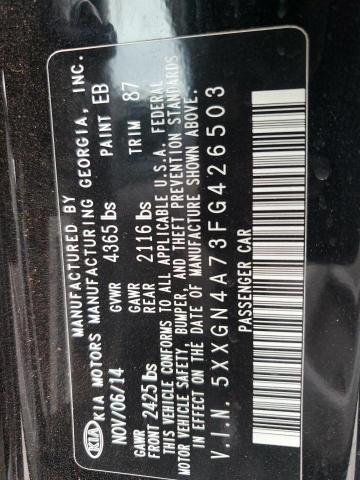 MANUFACTURED BY
KIA KIA MOTORS MANUFACTURING GEORGIA, INC.
NOV/06/14 GVWR 4365 lbs PAINT EB
GAWR GAWR TRIM 87
FRONT 2425 lbs REAR 2116 lbs
THIS VEHICLE CONFORMS TO ALL APPLICABLE U.S.A. FEDERAL
MOTOR VEHICLE SAFETY, BUMPER, AND THEFT PREVENTION STANDARDS
IN EFFECT ON THE DATE OF MANUFACTURE SHOWN ABOVE.
V.I.N. 5XXGN4A73FG426503
PASSENGER CAR